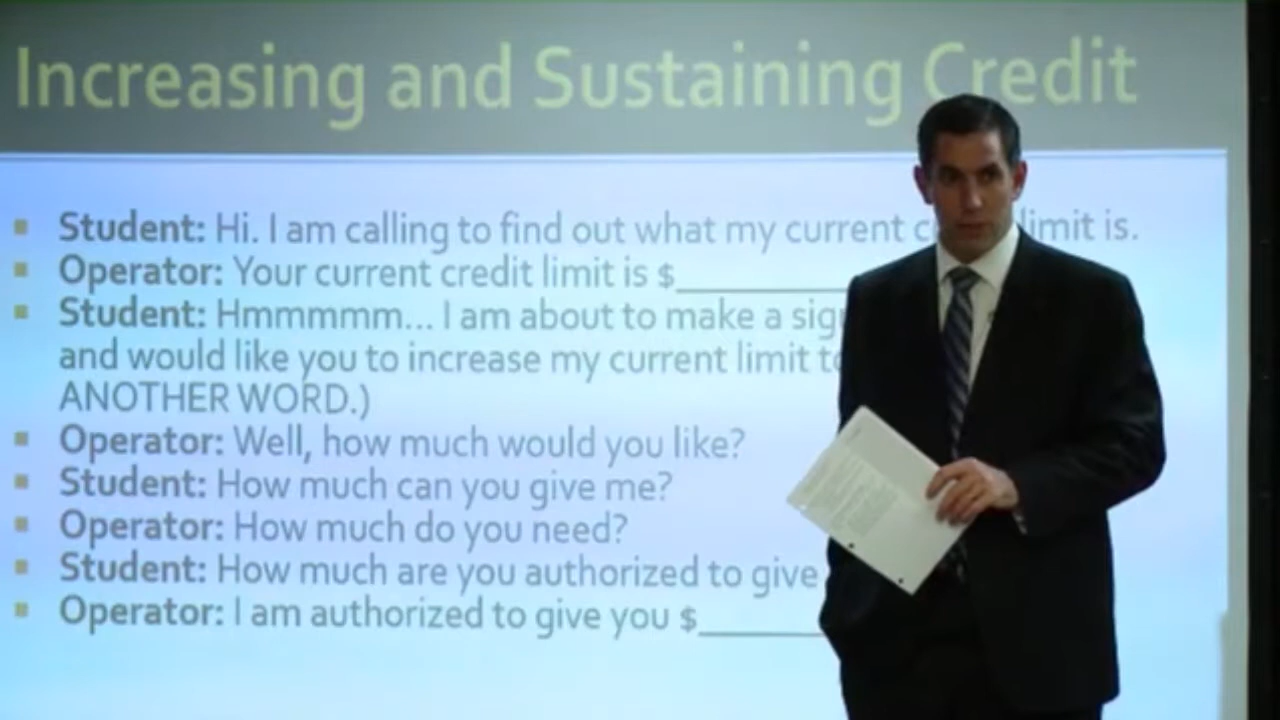 Increasing and Sustaining Credit
Student: Hi. I am calling to find out what my current limit is.
Operator: Your current credit limit is $__________
Student: Hmmmmm... I am about to make a
and would like you to increase my current limit
ANOTHER WORD.)
Operator: Well, how much would you like?
Student: How much can you give me?
Operator: How much do you need?
Student: How much are you authorized to give
Operator: I am authorized to give you $________